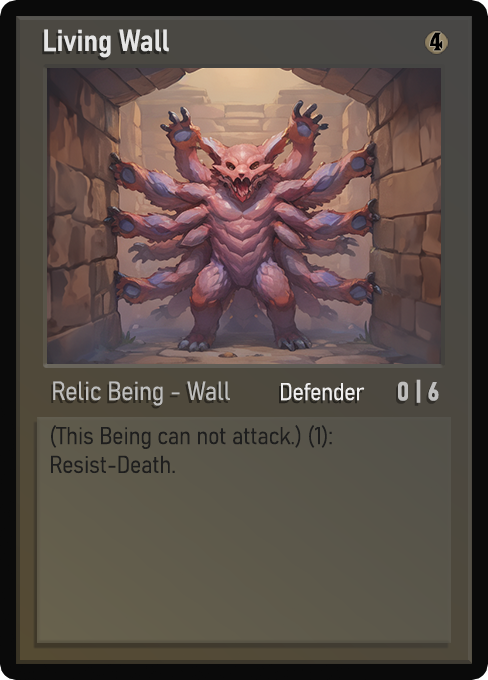 Living Wall 4
Relic Being - Wall Defender 0|6
(This Being can not attack.) (1):
Resist-Death.